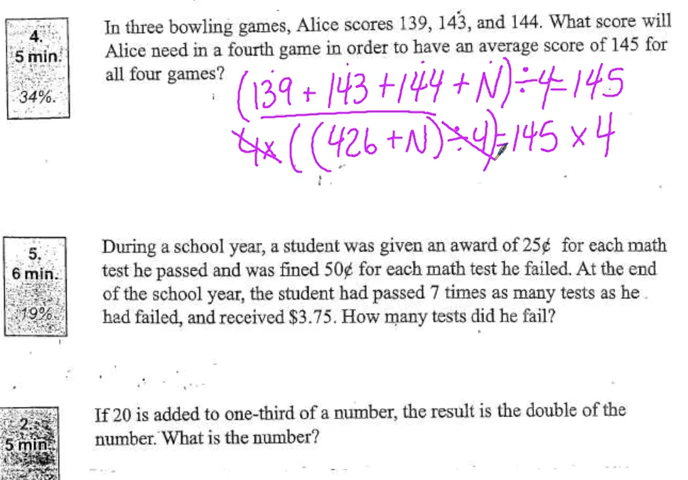 4.
5 min.
34%.
In three bowling games, Alice scores 139, 143, and 144. What score will
Alice need in a fourth game in order to have an average score of 145 for
all four games?
(139 + 143 + 144 + N) ÷ 4 = 145
4x ((426 + N) ÷ 4) = 145 x 4
5.
6 min.
19%
During a school year, a student was given an award of 25¢ for each math
test he passed and was fined 50¢ for each math test he failed. At the end
of the school year, the student had passed 7 times as many tests as he
had failed, and received $3.75. How many tests did he fail?
2.
5 min.
If 20 is added to one-third of a number, the result is the double of the
number. What is the number?